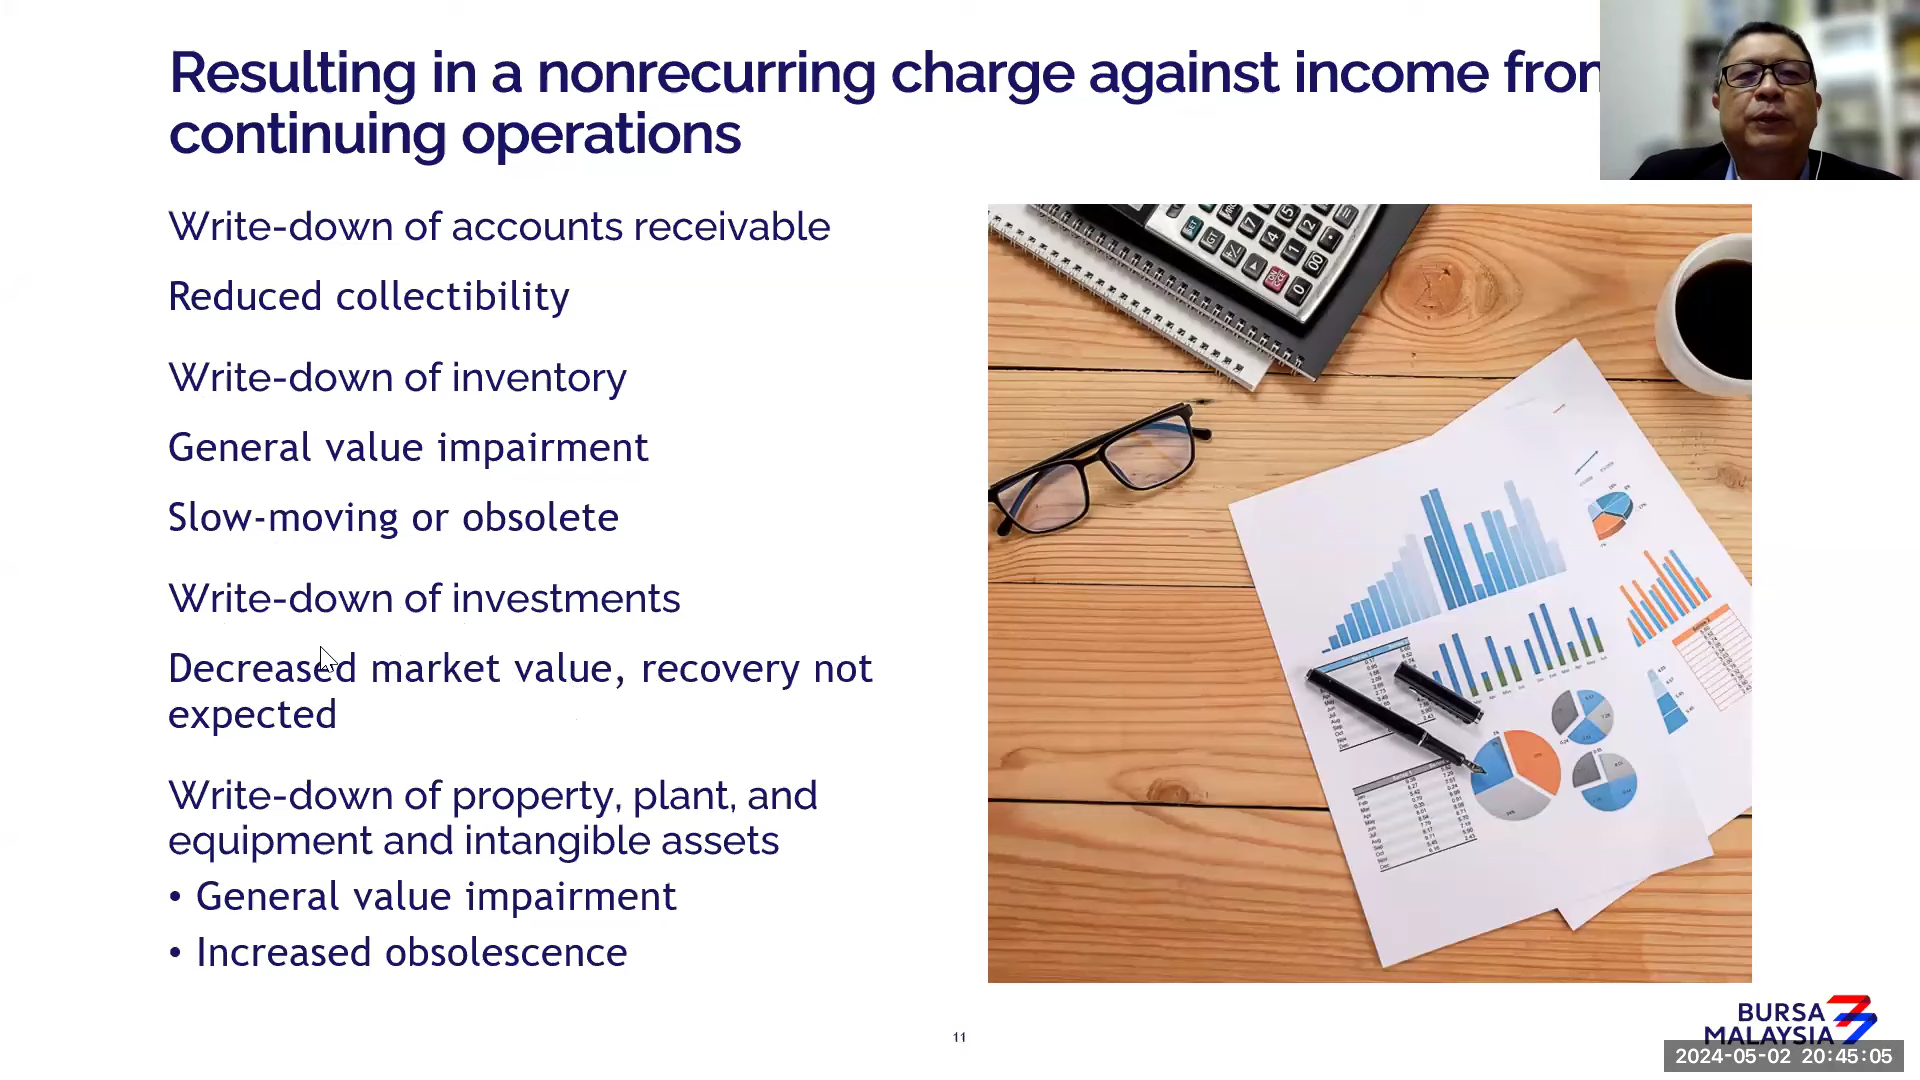 Resulting in a nonrecurring charge against income from
continuing operations
Write-down of accounts receivable
Reduced collectibility
Write-down of inventory
General value impairment
Slow-moving or obsolete
Write-down of investments
Decreased market value, recovery not
expected
Write-down of property, plant, and
equipment and intangible assets
• General value impairment
• Increased obsolescence
11
BURSA
MALAYSIA
2024-05-02 20:45:05